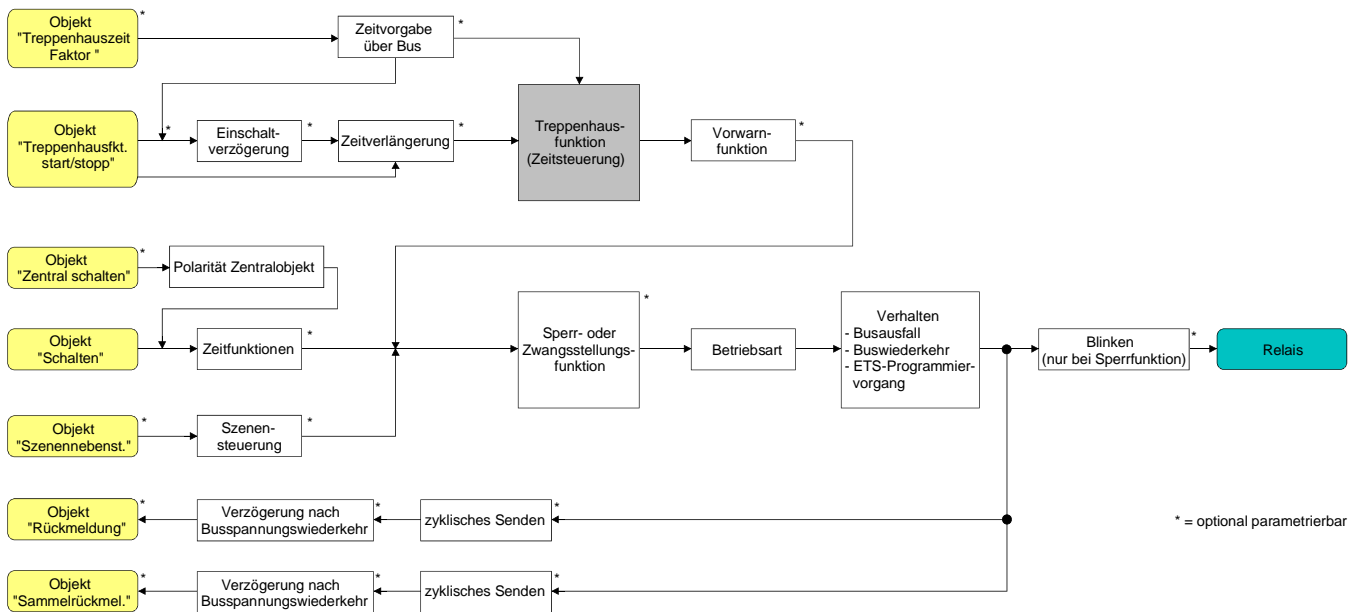 Objekt
"Treppenhauszeit
Faktor "
*
Zeitvorgabe
über Bus
*
Objekt
"Treppenhausfkt.
start/stopp"
*
Einschalt-
verzögerung
*
Zeitverlängerung
*
Treppenhaus-
funktion
(Zeitsteuerung)
Vorwarn-
funktion
*
Objekt
"Zentral schalten"
*
Polarität Zentralobjekt
Objekt
"Schalten"
Zeitfunktionen
*
Sperr- oder
Zwangsstellungs-
funktion
*
Betriebsart
Verhalten
- Busausfall
- Buswiederkehr
- ETS-Programmier-
vorgang
Blinken
(nur bei Sperrfunktion)
*
Relais
Objekt
"Szenennebenst."
*
Szenen-
steuerung
*
Objekt
"Rückmeldung"
*
Verzögerung nach
Busspannungswiederkehr
*
zyklisches Senden
*
* = optional parametrierbar
Objekt
"Sammelrückmel."
*
Verzögerung nach
Busspannungswiederkehr
*
zyklisches Senden
*